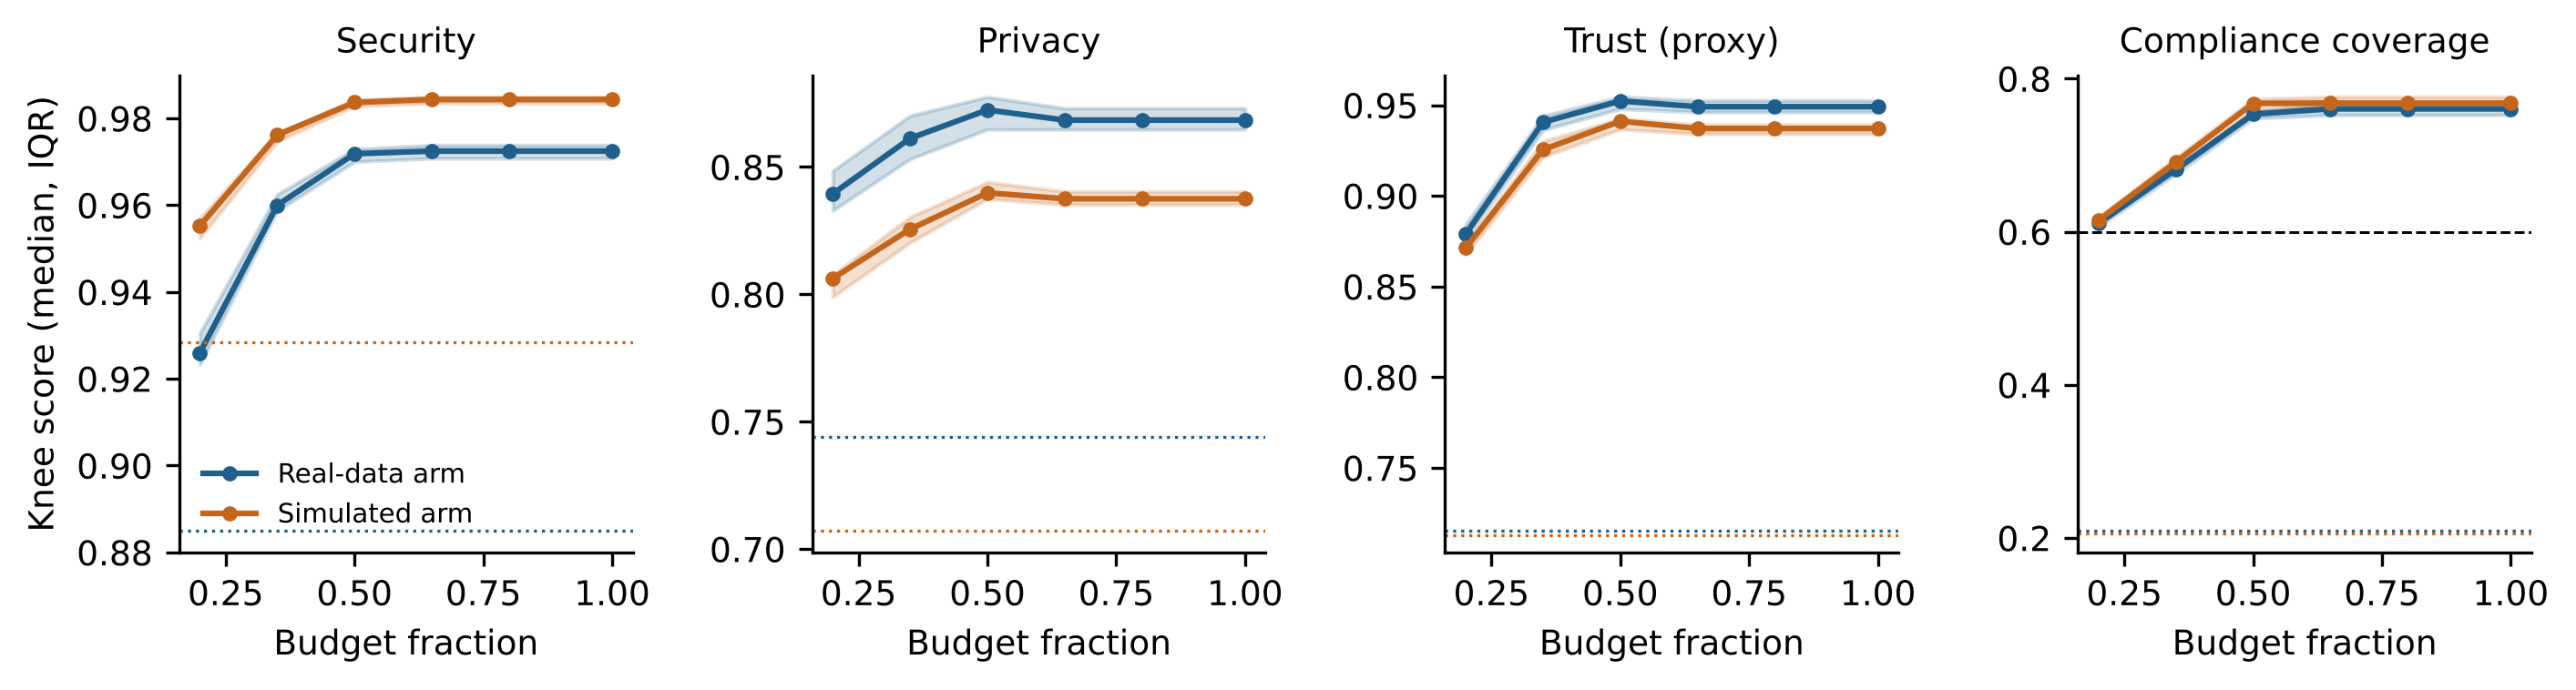 Security
Privacy
Trust (proxy)
Compliance coverage
Knee score (median, IQR)
0.98
0.96
0.94
0.92
0.90
0.88
Real-data arm
Simulated arm
0.25 0.50 0.75 1.00
Budget fraction
0.85
0.80
0.75
0.70
0.25 0.50 0.75 1.00
Budget fraction
0.95
0.90
0.85
0.80
0.75
0.25 0.50 0.75 1.00
Budget fraction
0.8
0.6
0.4
0.2
0.25 0.50 0.75 1.00
Budget fraction